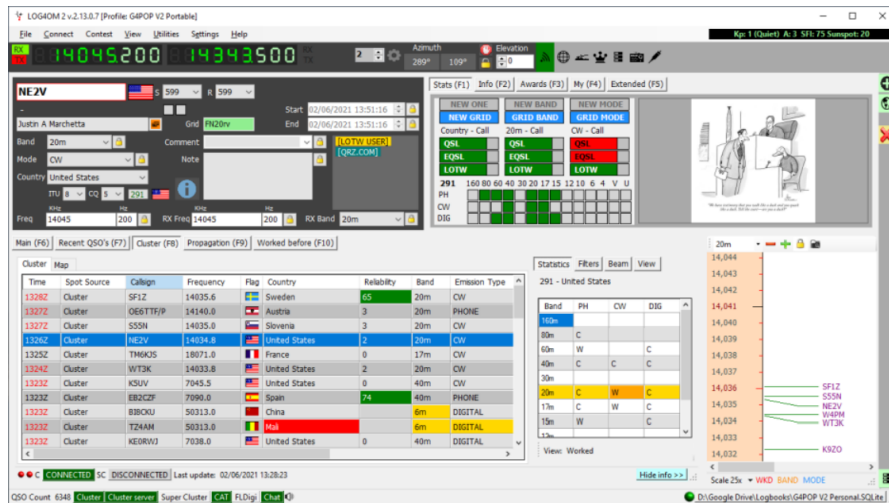 LOG4OM 2 v.2.13.0.7 [Profile: G4POP V2 Portable]
File Connect Contest View Utilities Settings Help
Kp: 1 (Quiet) A: 3 SFI: 75 Sunspot: 20
RX
TX
14045.200 14343.500
RX
TX
2
Azimuth
289° 109°
Elevation
0
NE2V S 599 R 599
-
Start 02/06/2021 13:51:16
Justin A Marchetta Grid FN20rv End 02/06/2021 13:51:16
Band 20m Comment
[LOTW USER]
[QRZ.COM]
Mode CW Note
Country United States
ITU 8 CQ 5 291
KHz Hz KHz Hz
Freq 14045 200 RX Freq 14045 200 RX Band 20m
Stats (F1) Info (F2) Awards (F3) My (F4) Extended (F5)
NEW ONE NEW BAND NEW MODE
NEW GRID GRID BAND GRID MODE
Country - Call 20m - Call CW - Call
QSL QSL QSL
EQSL EQSL EQSL
LOTW LOTW LOTW
291 160 80 60 40 30 20 17 15 12 10 6 4 V U
PH
CW
DIG
Main (F6) Recent QSO's (F7) Cluster (F8) Propagation (F9) Worked before (F10)
Cluster Map
Time Spot Source Callsign Frequency Flag Country Reliability Band Emission Type
1328Z Cluster SF1Z 14035.6 Sweden 65 20m CW
1327Z Cluster OE6TTF/P 14140.0 Austria 3 20m PHONE
1327Z Cluster S55N 14035.0 Slovenia 3 20m CW
1326Z Cluster NE2V 14034.8 United States 2 20m CW
1325Z Cluster TM6KJS 18071.0 France 0 17m CW
1324Z Cluster WT3K 14033.8 United States 2 20m CW
1323Z Cluster K5UV 7045.5 United States 0 40m CW
1323Z Cluster EB2CZF 7090.0 Spain 74 40m PHONE
1323Z Cluster BI8CKU 50313.0 China 6m DIGITAL
1323Z Cluster TZ4AM 50313.0 Mali 6m DIGITAL
1323Z Cluster KE0RWJ 7038.0 United States 0 40m DIGITAL
Statistics Filters Beam View
291 - United States
Band PH CW DIG
160m
80m C
60m W C
40m C C C
30m
20m C W C
17m C W C
15m W C
12m
View: Worked
20m
14,044
14,043
14,042
14,041
14,040
14,039
14,038
14,037
14,036
14,035
14,024
14,033
14,032
SF1Z
S55N
NE2V
W4PM
WT3K
K9ZO
C CONNECTED SC DISCONNECTED Last update: 02/06/2021 13:28:23
Hide info >>
Scale 25x WKD BAND MODE
QSO Count 6348 Cluster Cluster server Super Cluster CAT FLDigi Chat
D:\Google Drive\Logbooks\G4POP V2 Personal.SQLite